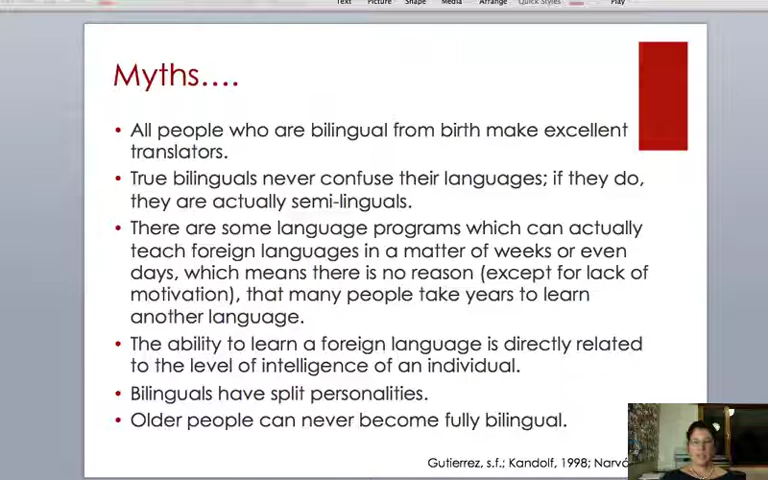 Text Picture Shape Media Arrange Quick Styles Play
Myths….
• All people who are bilingual from birth make excellent
translators.
• True bilinguals never confuse their languages; if they do,
they are actually semi-linguals.
• There are some language programs which can actually
teach foreign languages in a matter of weeks or even
days, which means there is no reason (except for lack of
motivation), that many people take years to learn
another language.
• The ability to learn a foreign language is directly related
to the level of intelligence of an individual.
• Bilinguals have split personalities.
• Older people can never become fully bilingual.
Gutierrez, s.f.; Kandolf, 1998;